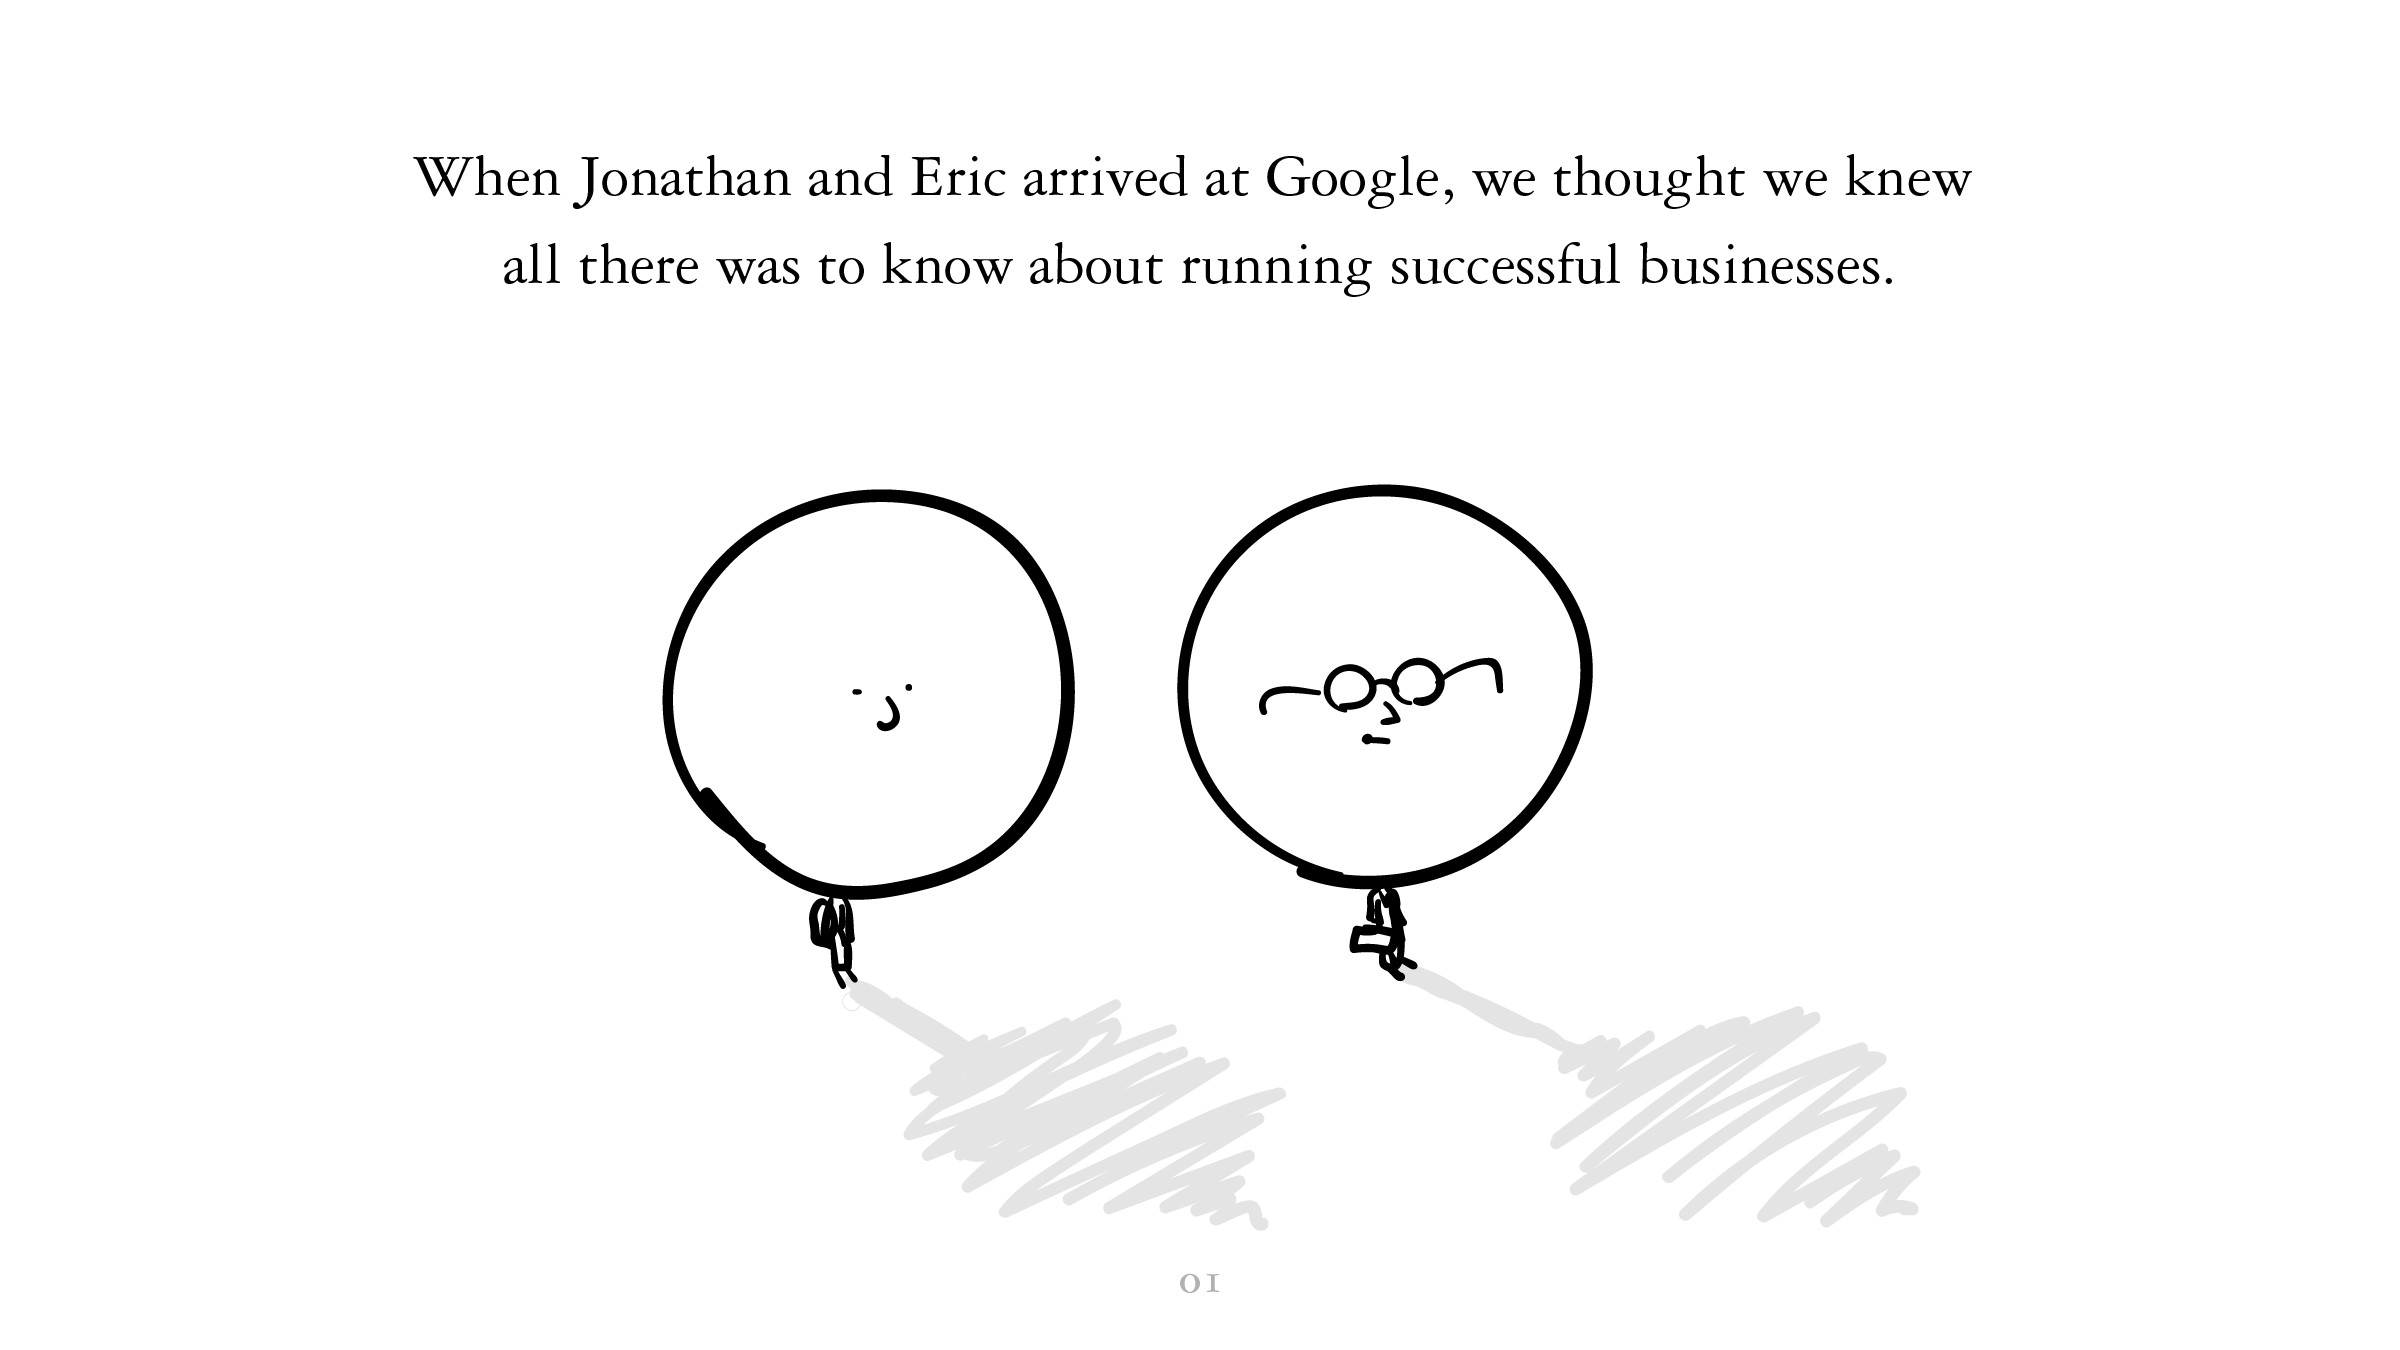 When Jonathan and Eric arrived at Google, we thought we knew
all there was to know about running successful businesses.
01